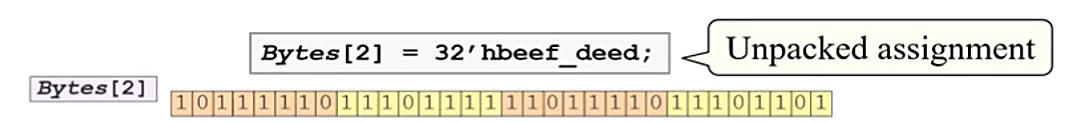 Bytes[2] = 32'hbeef_deed;
Unpacked assignment
Bytes[2]
1 0 1 1 1 1 1 0 1 1 1 0 1 1 1 1 1 1 0 1 1 1 1 0 1 1 1 0 1 1 0 1